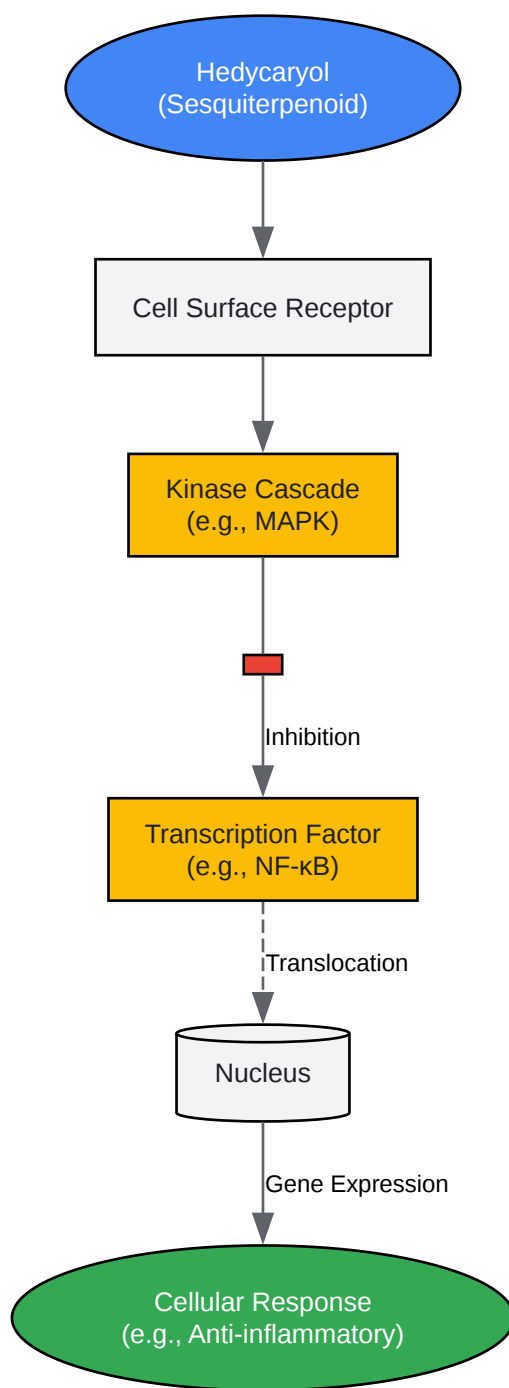 Hedycaryol
(Sesquiterpenoid)
Cell Surface Receptor
Kinase Cascade
(e.g., MAPK)
Inhibition
Transcription Factor
(e.g., NF-κB)
Translocation
Nucleus
Gene Expression
Cellular Response
(e.g., Anti-inflammatory)